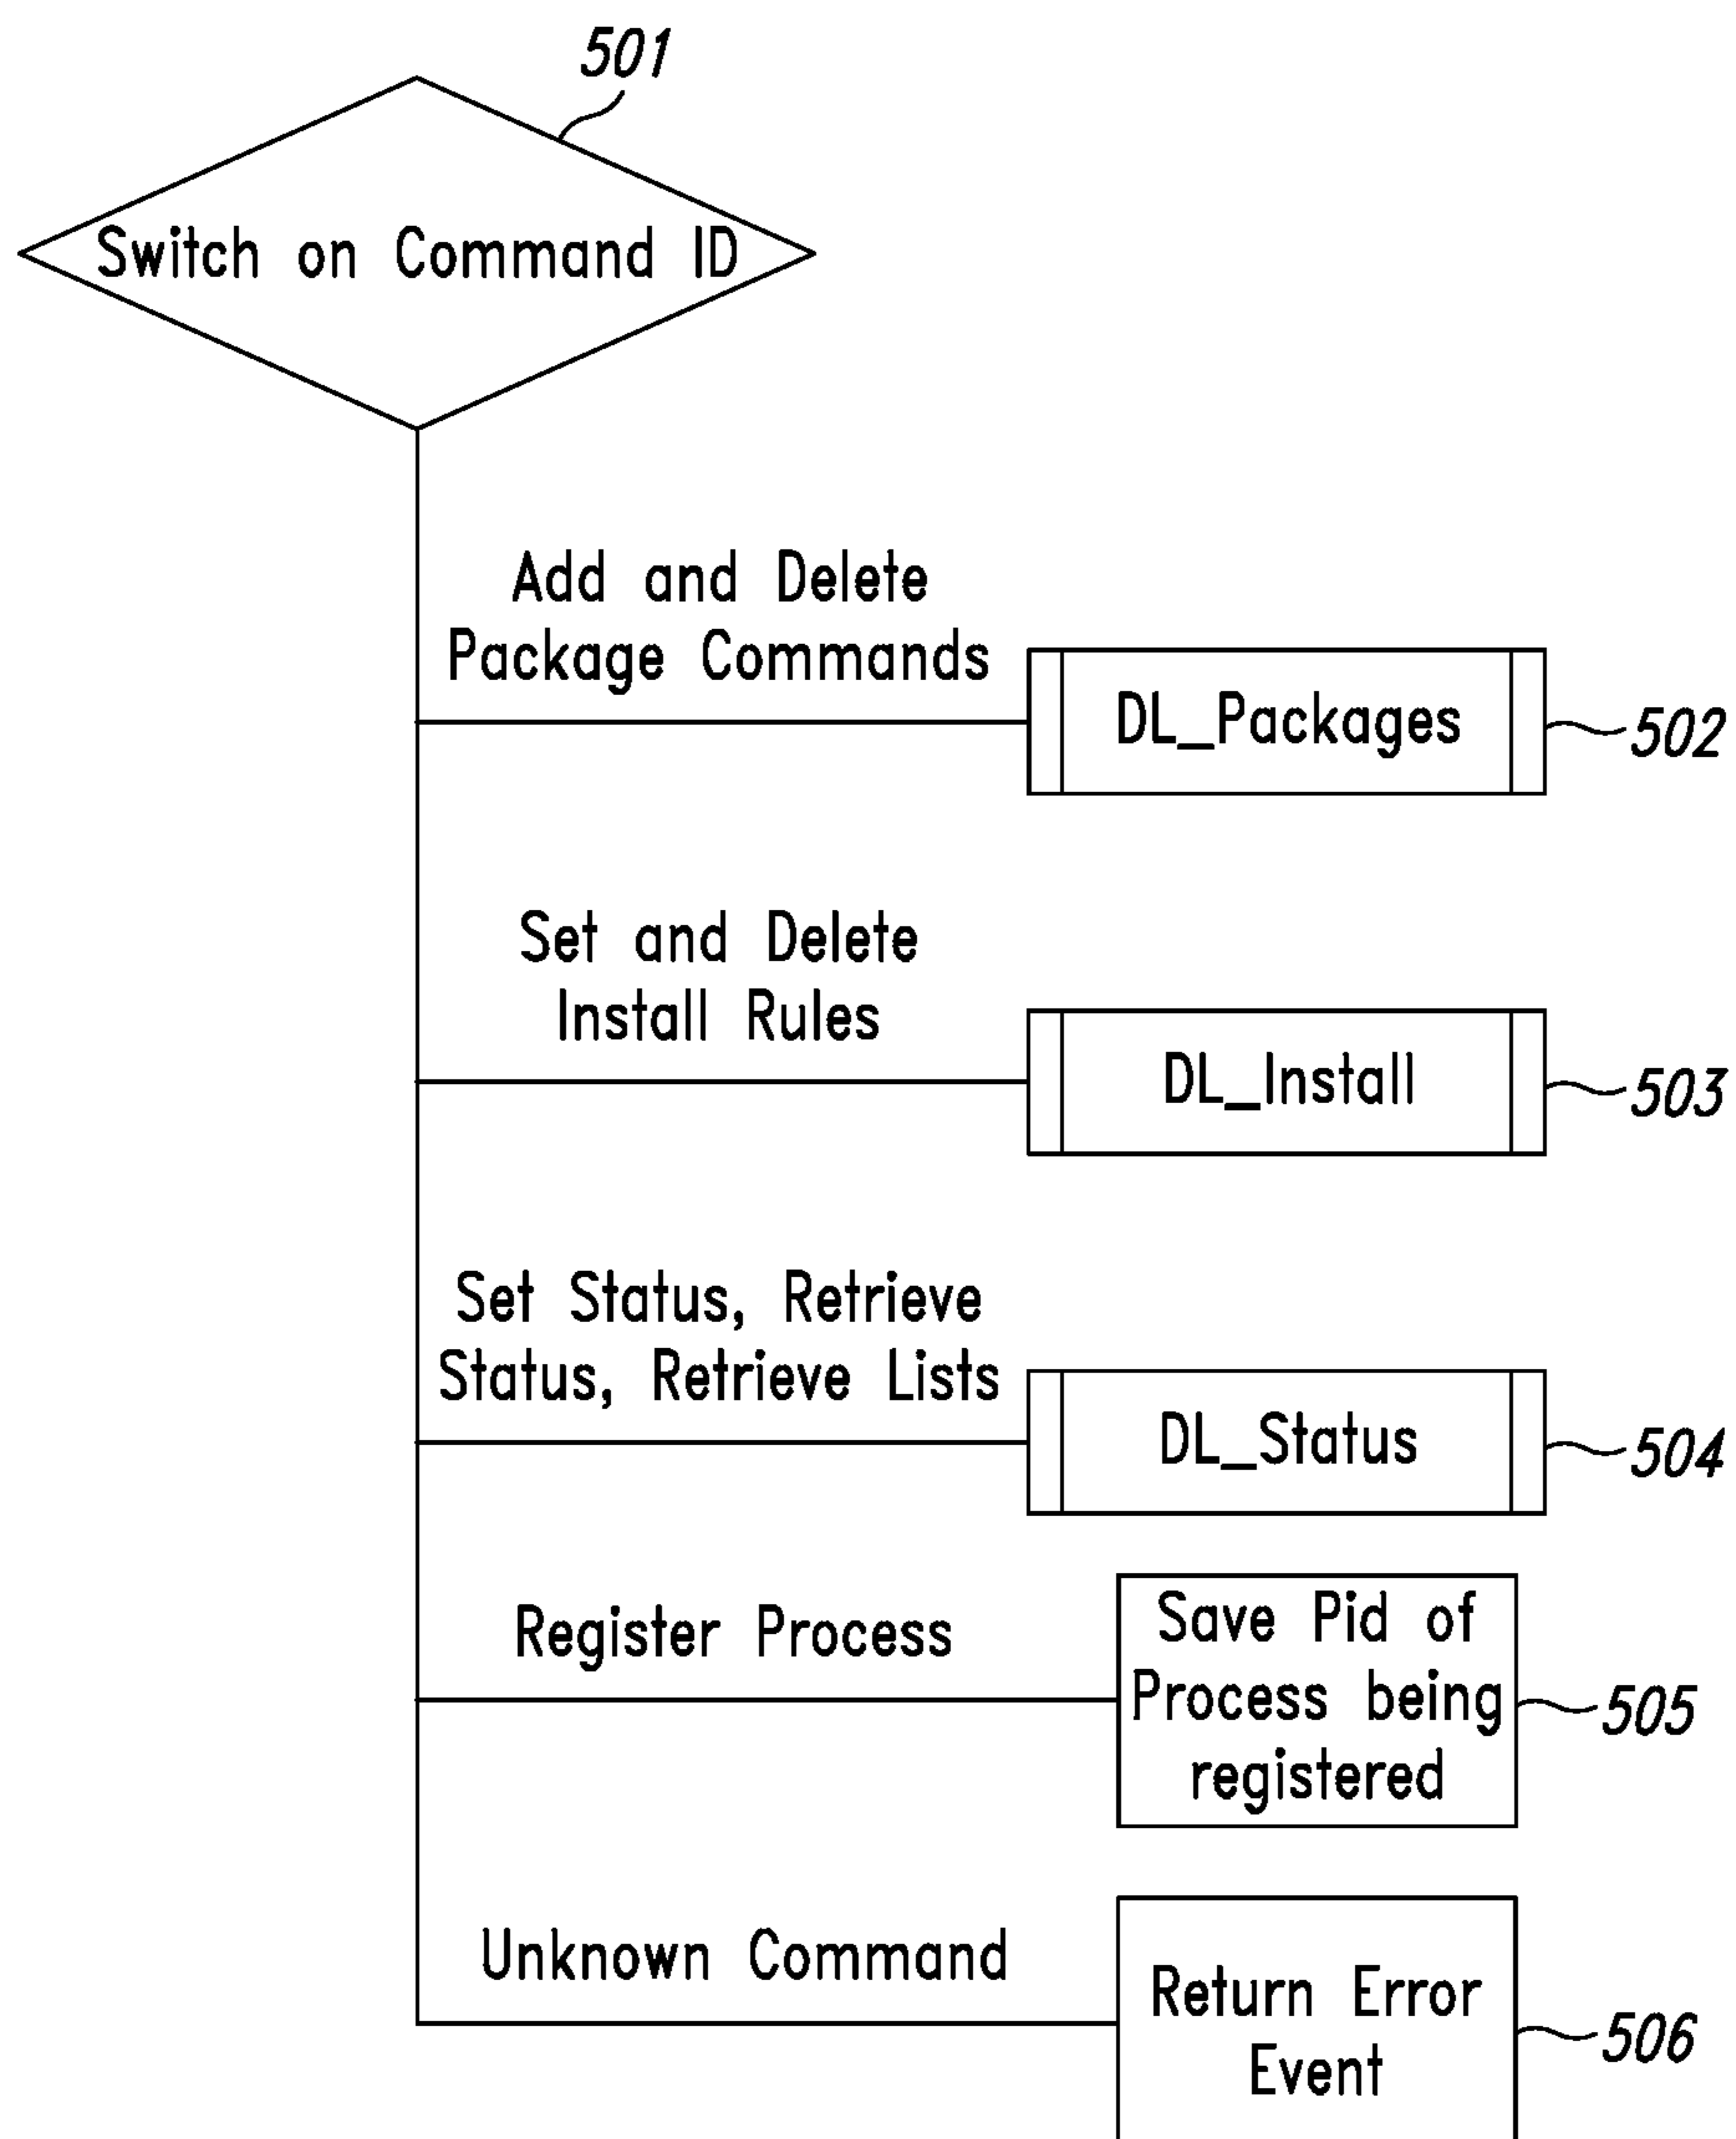 501
Switch on Command ID
Add and Delete
Package Commands
DL_Packages
502
Set and Delete
Install Rules
DL_Install
503
Set Status, Retrieve
Status, Retrieve Lists
DL_Status
504
Register Process
Save Pid of
Process being
registered
505
Unknown Command
Return Error
Event
506